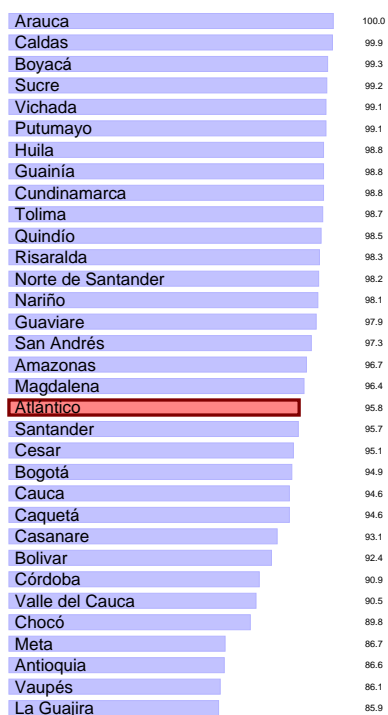 Arauca 100.0
Caldas 99.9
Boyacá 99.3
Sucre 99.2
Vichada 99.1
Putumayo 99.1
Huila 98.8
Guainía 98.8
Cundinamarca 98.8
Tolima 98.7
Quindío 98.5
Risaralda 98.3
Norte de Santander 98.2
Nariño 98.1
Guaviare 97.9
San Andrés 97.3
Amazonas 96.7
Magdalena 96.4
Atlántico 95.8
Santander 95.7
Cesar 95.1
Bogotá 94.9
Cauca 94.6
Caquetá 94.6
Casanare 93.1
Bolivar 92.4
Córdoba 90.9
Valle del Cauca 90.5
Chocó 89.8
Meta 86.7
Antioquia 86.6
Vaupés 86.1
La Guajira 85.9